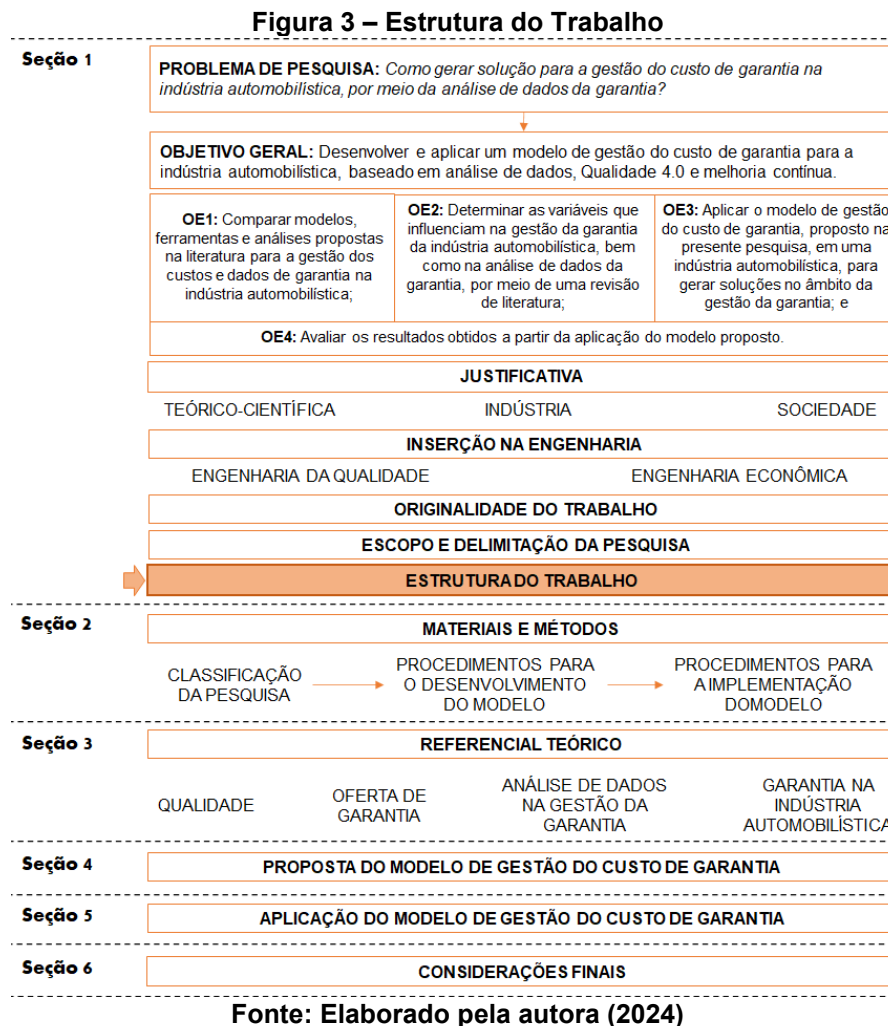 Figura 3 – Estrutura do Trabalho
Seção 1
PROBLEMA DE PESQUISA: Como gerar solução para a gestão do custo de garantia na
indústria automobilística, por meio da análise de dados da garantia?
OBJETIVO GERAL: Desenvolver e aplicar um modelo de gestão do custo de garantia para a
indústria automobilística, baseado em análise de dados, Qualidade 4.0 e melhoria contínua.
OE1: Comparar modelos,
ferramentas e análises propostas
na literatura para a gestão dos
custos e dados de garantia na
indústria automobilística;
OE2: Determinar as variáveis que
influenciam na gestão da garantia
da indústria automobilística, bem
como na análise de dados da
garantia, por meio de uma revisão
de literatura;
OE3: Aplicar o modelo de gestão
do custo de garantia, proposto na
presente pesquisa, em uma
indústria automobilística, para
gerar soluções no âmbito da
gestão da garantia; e
OE4: Avaliar os resultados obtidos a partir da aplicação do modelo proposto.
JUSTIFICATIVA
TEÓRICO-CIENTÍFICA INDÚSTRIA SOCIEDADE
INSERÇÃO NA ENGENHARIA
ENGENHARIA DA QUALIDADE ENGENHARIA ECONÔMICA
ORIGINALIDADE DO TRABALHO
ESCOPO E DELIMITAÇÃO DA PESQUISA
ESTRUTURA DO TRABALHO
Seção 2
MATERIAIS E MÉTODOS
CLASSIFICAÇÃO
DA PESQUISA
PROCEDIMENTOS PARA
O DESENVOLVIMENTO
DO MODELO
PROCEDIMENTOS PARA
A IMPLEMENTAÇÃO
DOMODELO
Seção 3
REFERENCIAL TEÓRICO
QUALIDADE
OFERTA DE
GARANTIA
ANÁLISE DE DADOS
NA GESTÃO DA
GARANTIA
GARANTIA NA
INDÚSTRIA
AUTOMOBILÍSTICA
Seção 4
PROPOSTA DO MODELO DE GESTÃO DO CUSTO DE GARANTIA
Seção 5
APLICAÇÃO DO MODELO DE GESTÃO DO CUSTO DE GARANTIA
Seção 6
CONSIDERAÇÕES FINAIS
Fonte: Elaborado pela autora (2024)